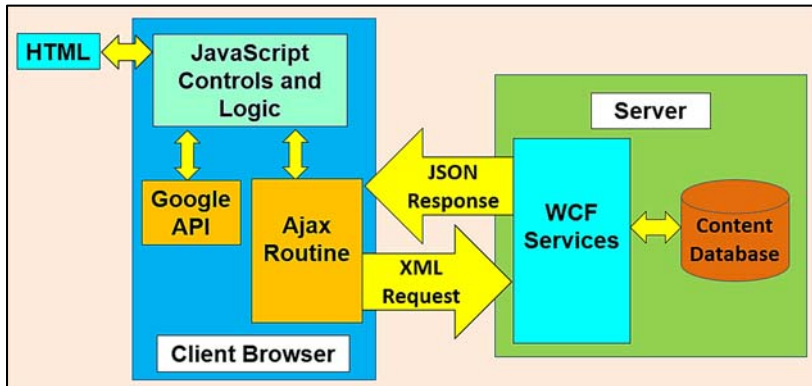 HTML
JavaScript
Controls and
Logic
Google
API
Ajax
Routine
Client Browser
JSON
Response
XML
Request
Server
WCF
Services
Content
Database